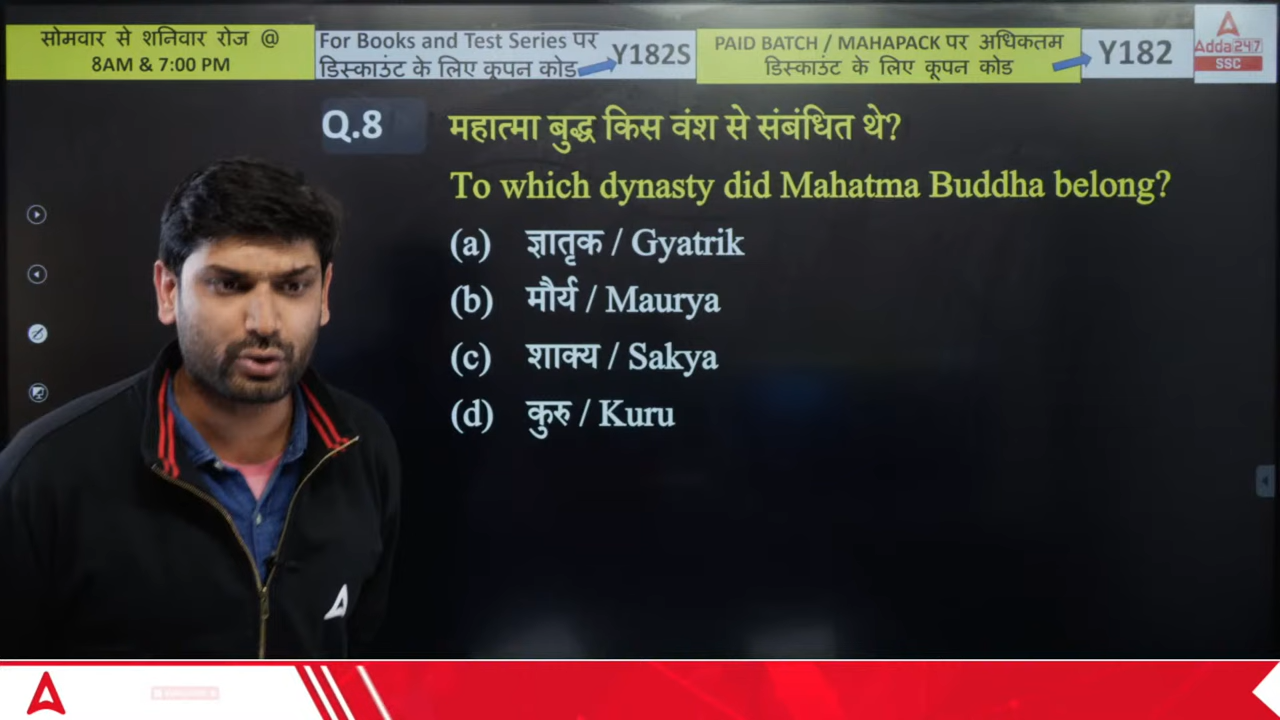 सोमवार से शनिवार रोज @
8AM & 7:00 PM
For Books and Test Series पर
डिस्काउंट के लिए कूपन कोड
Y182S
PAID BATCH / MAHAPACK पर अधिकतम
डिस्काउंट के लिए कूपन कोड
Y182
Adda247
SSC
Q.8
महात्मा बुद्ध किस वंश से संबंधित थे?
To which dynasty did Mahatma Buddha belong?
(a) ज्ञातृक / Gyatrik
(b) मौर्य / Maurya
(c) शाक्य / Sakya
(d) कुरु / Kuru